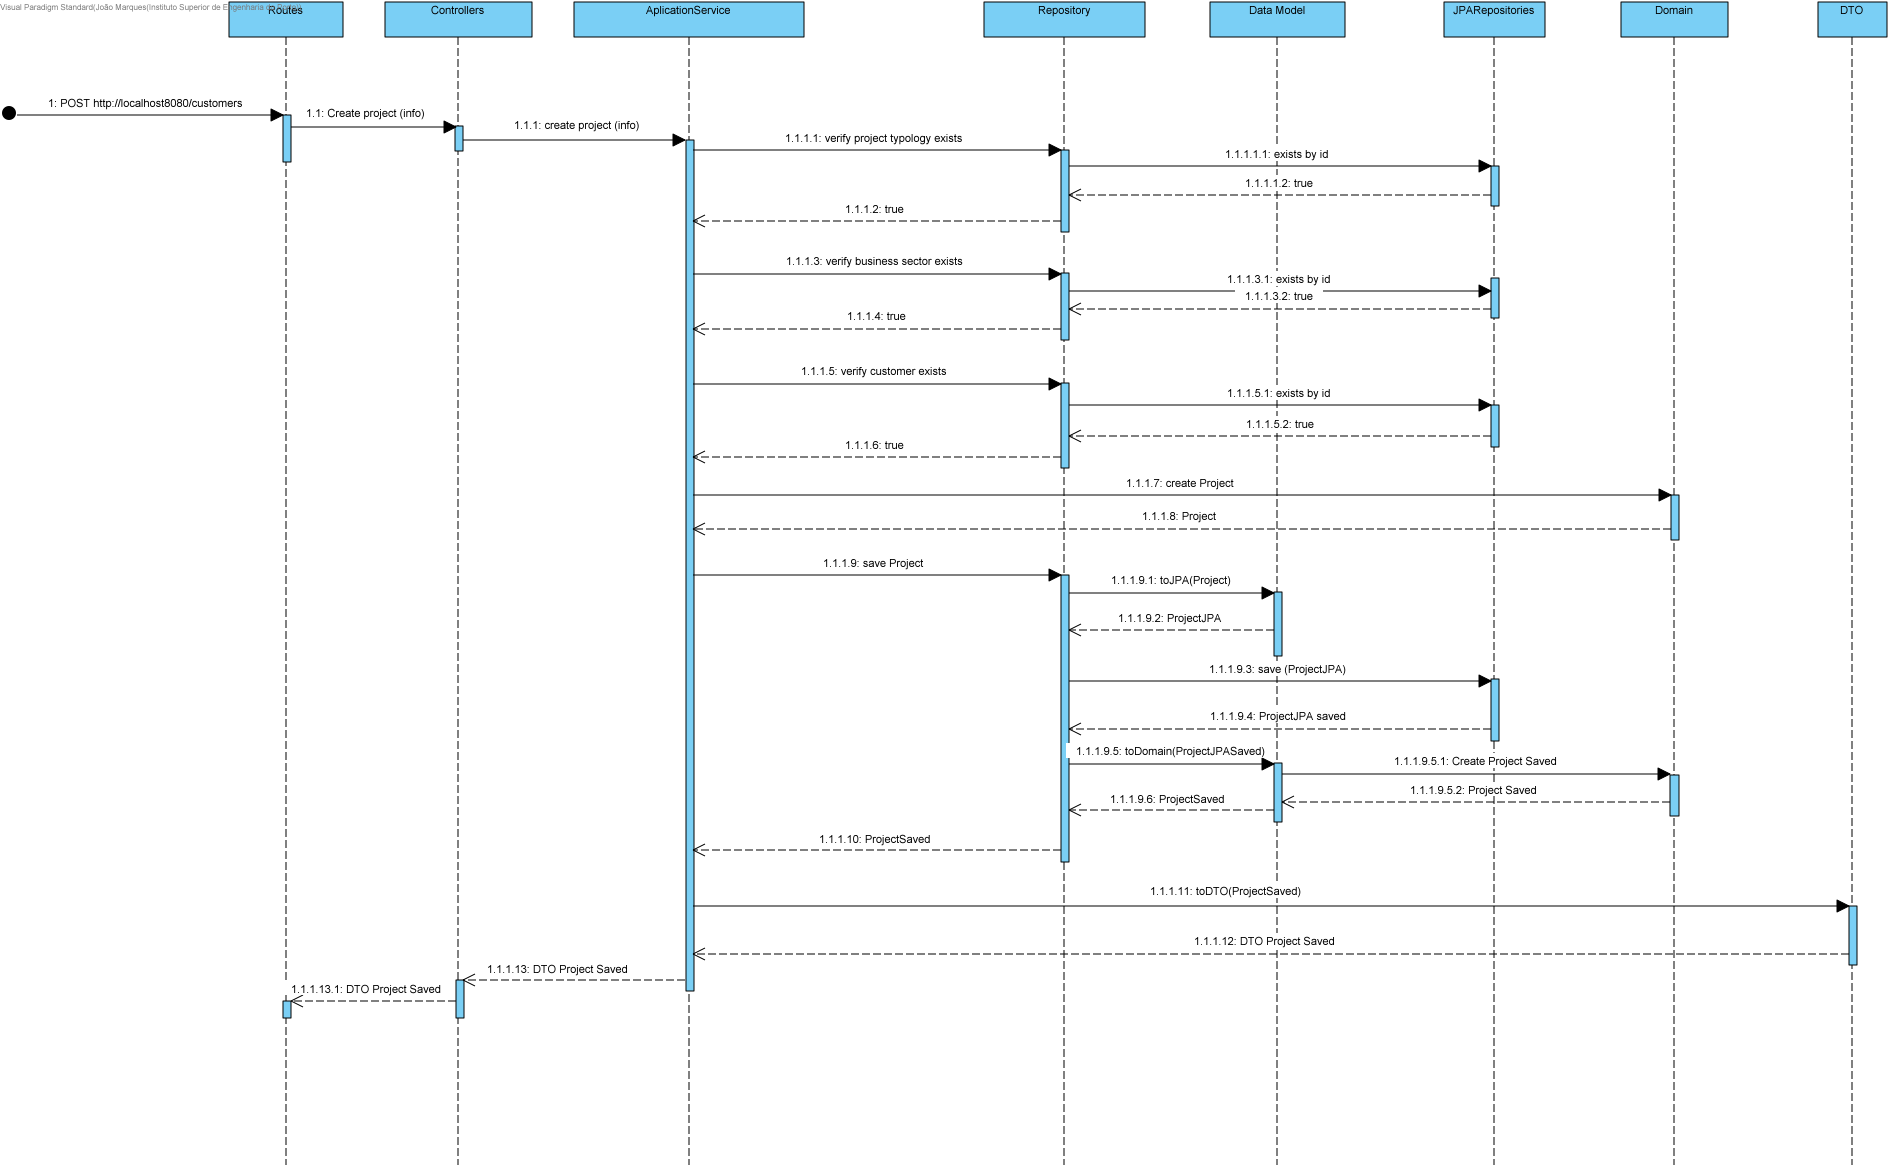 Visual Paradigm Standard(João Marques(Instituto Superior de Engenharia do
Routes
Controllers
AplicationService
Repository
Data Model
JPARepositories
Domain
DTO
1: POST http://localhost8080/customers
1.1: Create project (info)
1.1.1: create project (info)
1.1.1.1: verify project typology exists
1.1.1.1.1: exists by id
1.1.1.1.2: true
1.1.1.2: true
1.1.1.3: verify business sector exists
1.1.1.3.1: exists by id
1.1.1.3.2: true
1.1.1.4: true
1.1.1.5: verify customer exists
1.1.1.5.1: exists by id
1.1.1.5.2: true
1.1.1.6: true
1.1.1.7: create Project
1.1.1.8: Project
1.1.1.9: save Project
1.1.1.9.1: toJPA(Project)
1.1.1.9.2: ProjectJPA
1.1.1.9.3: save (ProjectJPA)
1.1.1.9.4: ProjectJPA saved
1.1.1.9.5: toDomain(ProjectJPASaved)
1.1.1.9.5.1: Create Project Saved
1.1.1.9.5.2: Project Saved
1.1.1.9.6: ProjectSaved
1.1.1.10: ProjectSaved
1.1.1.11: toDTO(ProjectSaved)
1.1.1.12: DTO Project Saved
1.1.1.13: DTO Project Saved
1.1.1.13.1: DTO Project Saved